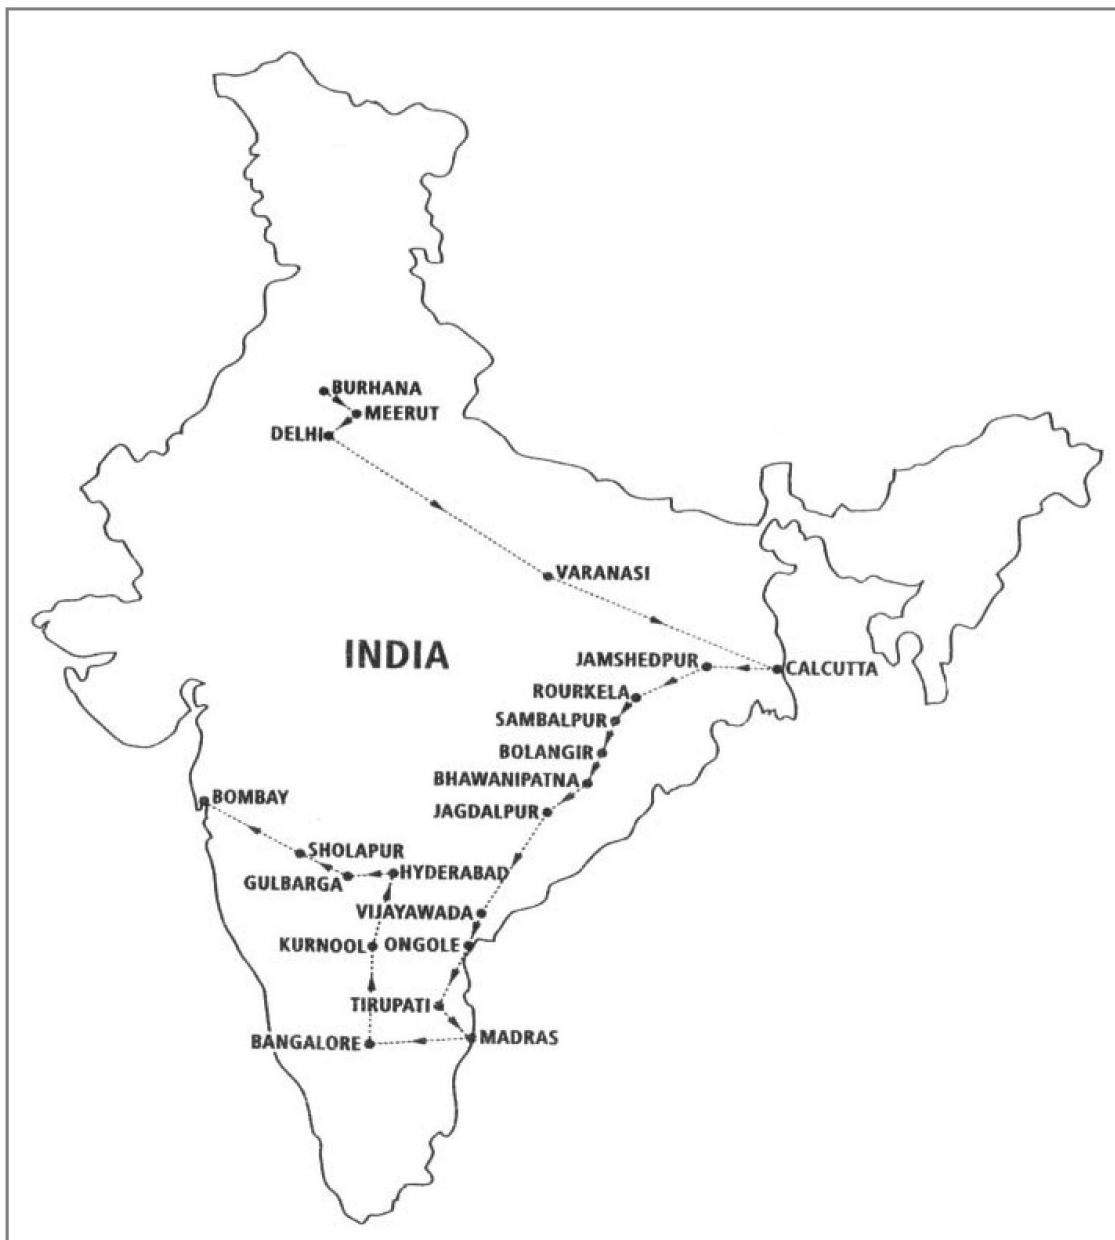 BURHANA
MEERUT
DELHI
VARANASI
INDIA
JAMSHEDPUR
CALCUTTA
ROURKELA
SAMBALPUR
BOLANGIR
BHAWANIPATNA
BOMBAY
JAGDALPUR
SHOLAPUR
HYDERABAD
GULBARGA
VIJAYAWADA
KURNOOL
ONGOLE
TIRUPATI
MADRAS
BANGALORE